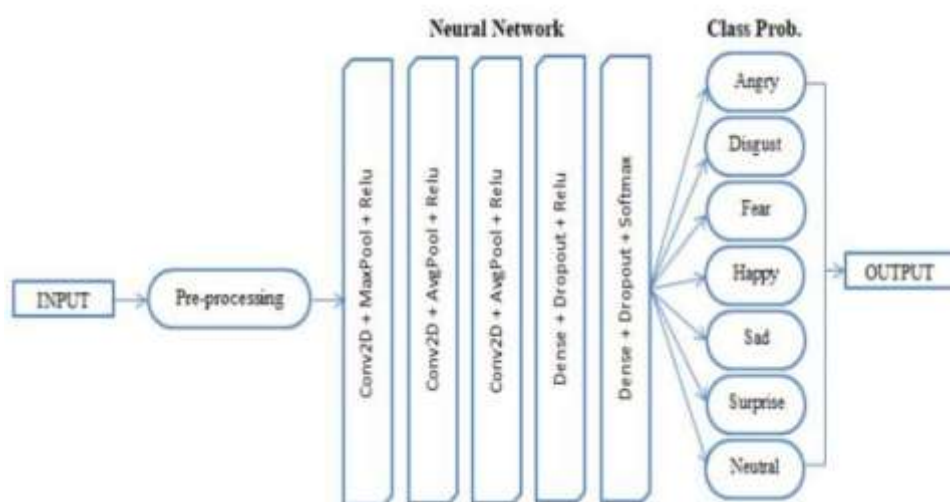 Neural Network
Class Prob.
INPUT
Pre-processing
Conv2D + MaxPool + Relu
Conv2D + AvgPool + Relu
Conv2D + AvgPool + Relu
Dense + Dropout + Relu
Dense + Dropout + Softmax
Angry
Disgust
Fear
Happy
Sad
Surprise
Neutral
OUTPUT